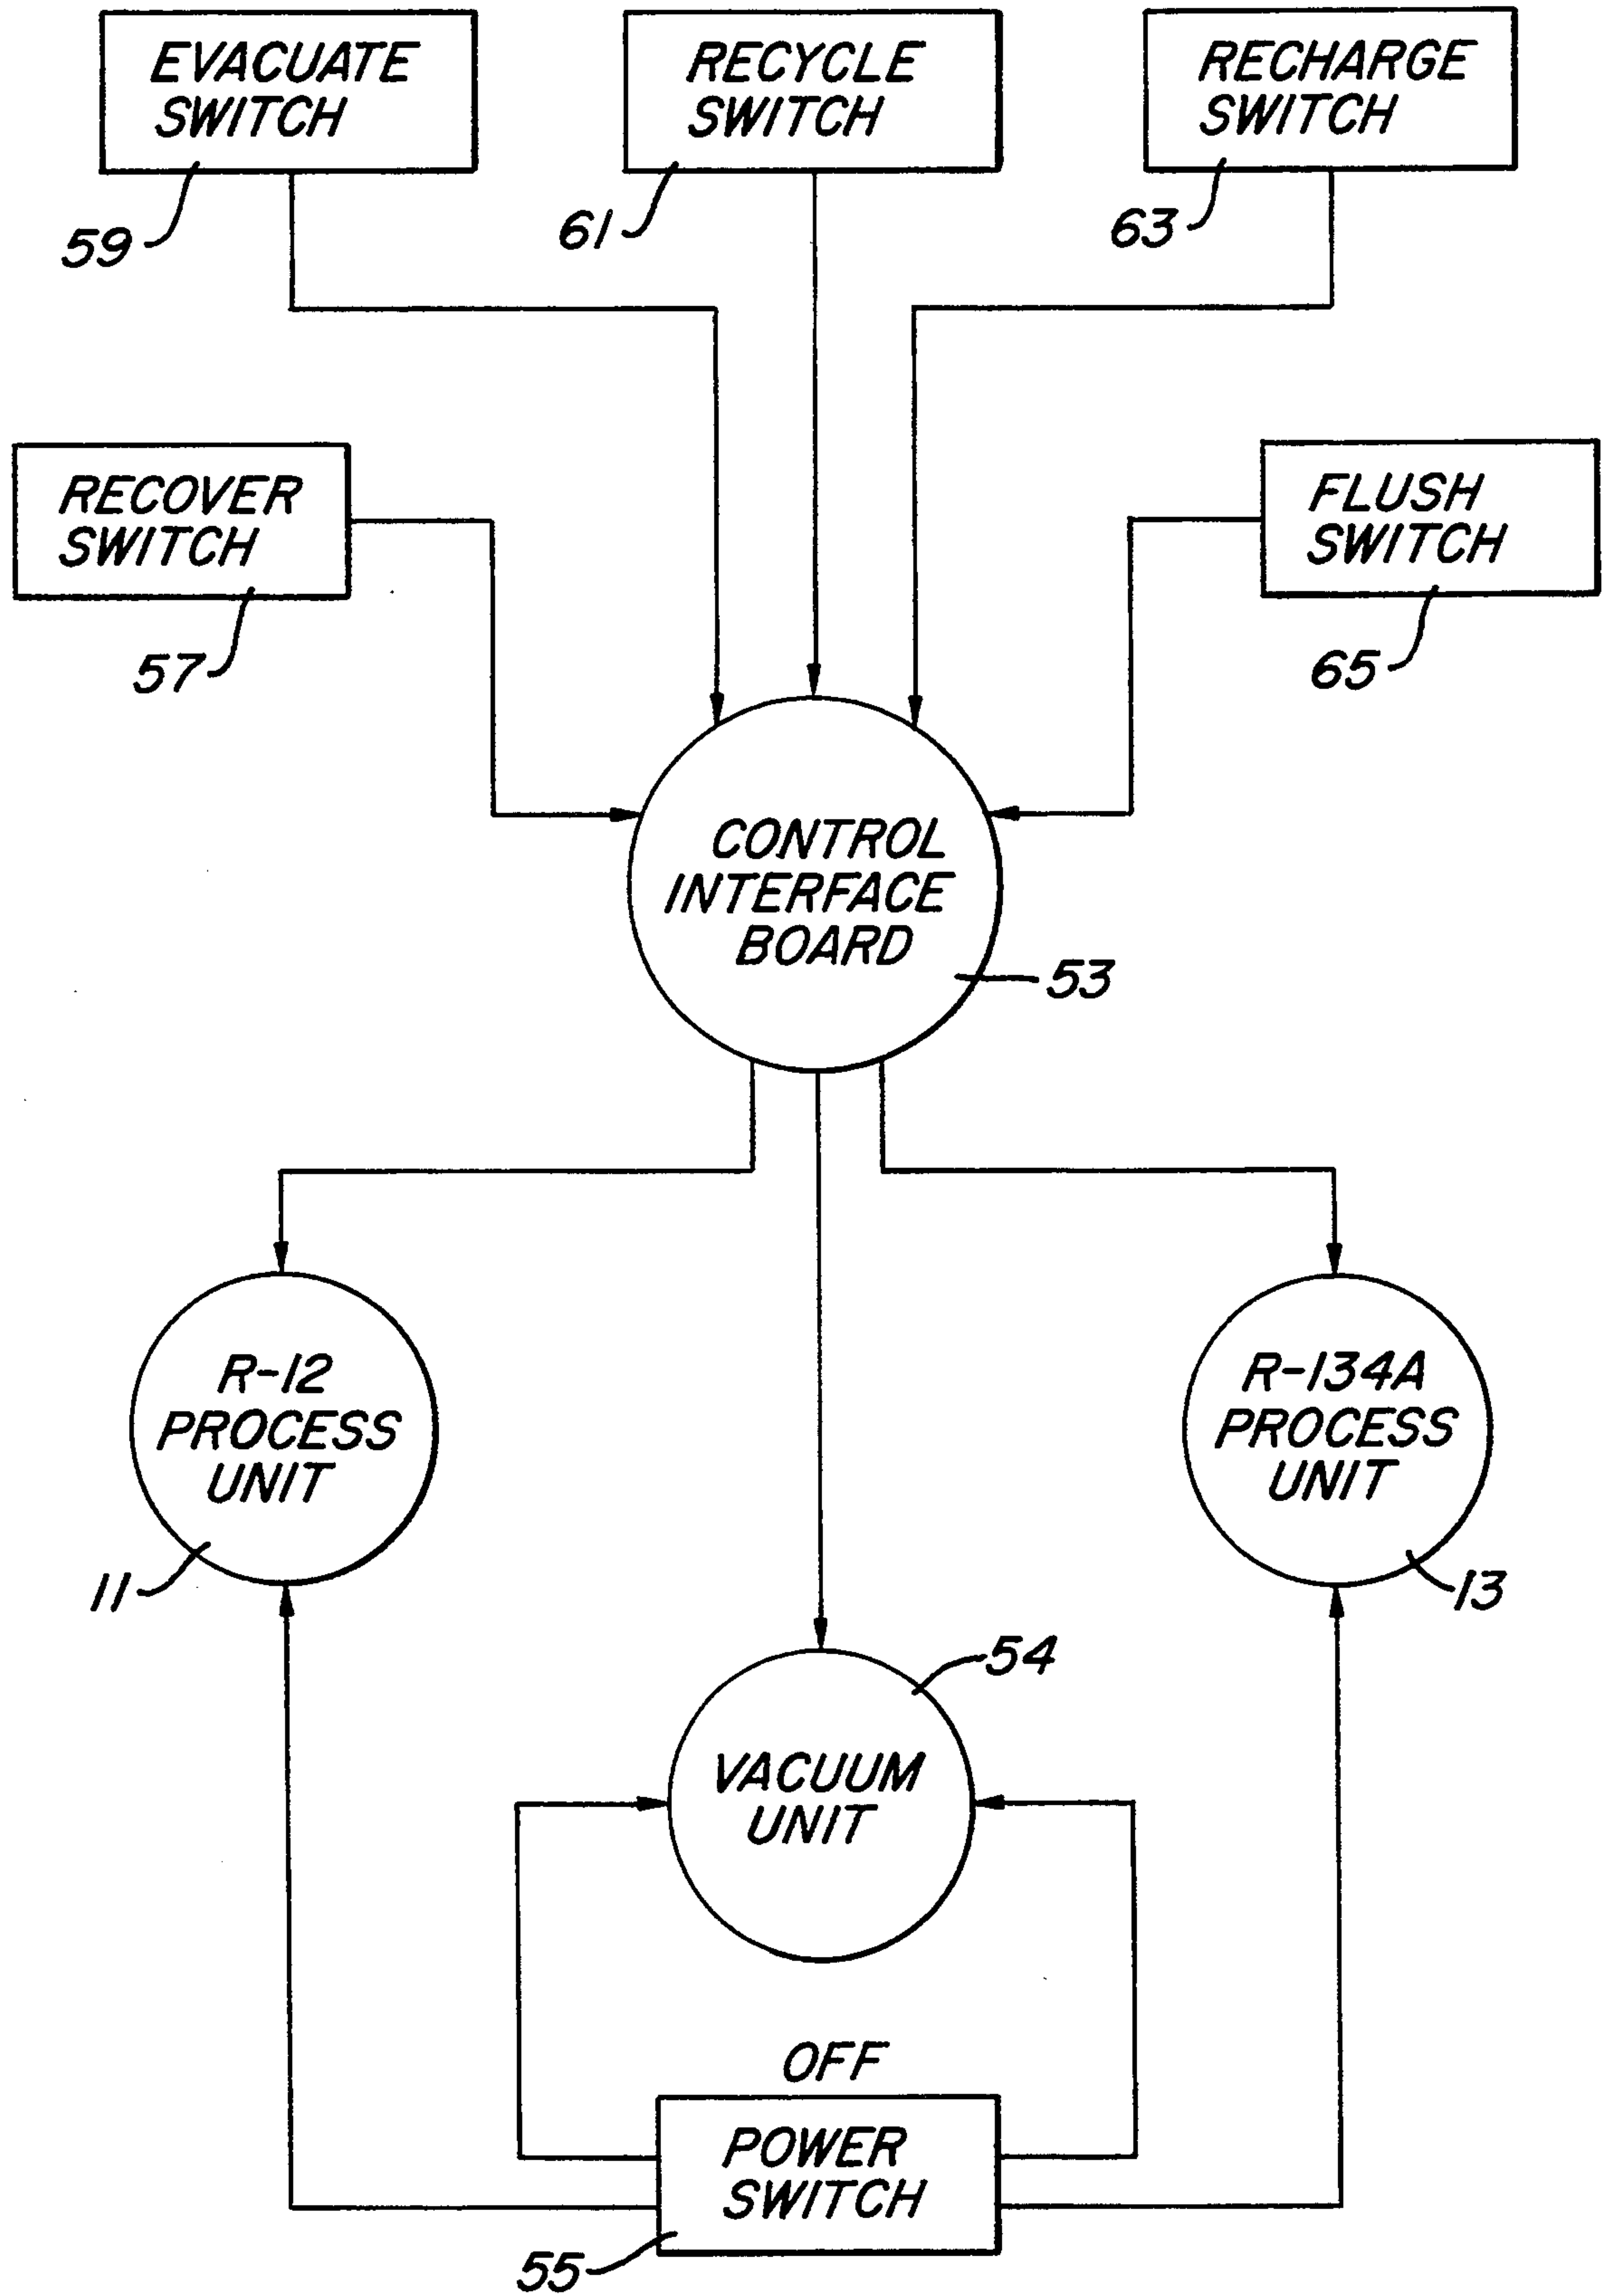 EVACUATE
SWITCH
59
RECYCLE
SWITCH
61
RECHARGE
SWITCH
63
RECOVER
SWITCH
57
FLUSH
SWITCH
65
CONTROL
INTERFACE
BOARD
53
R-12
PROCESS
UNIT
11
R-134A
PROCESS
UNIT
13
54
VACUUM
UNIT
OFF
POWER
SWITCH
55